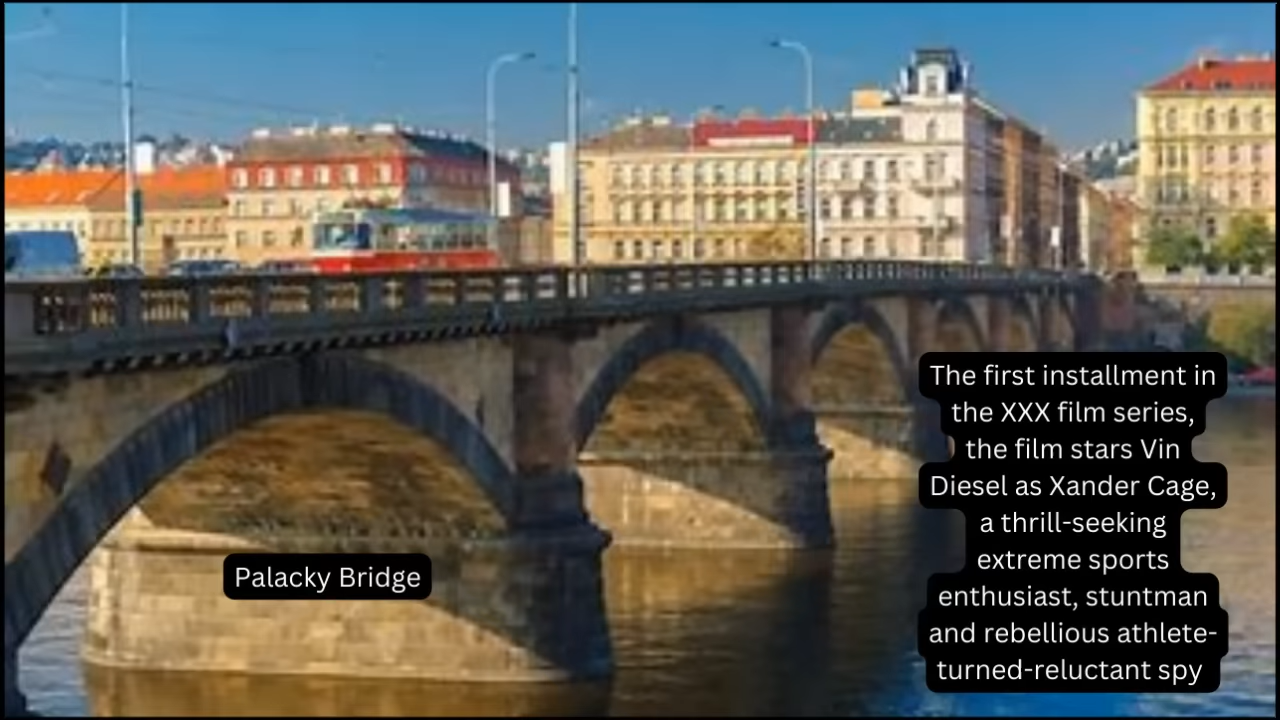 Palacky Bridge
The first installment in
the XXX film series,
the film stars Vin
Diesel as Xander Cage,
a thrill-seeking
extreme sports
enthusiast, stuntman
and rebellious athlete-
turned-reluctant spy